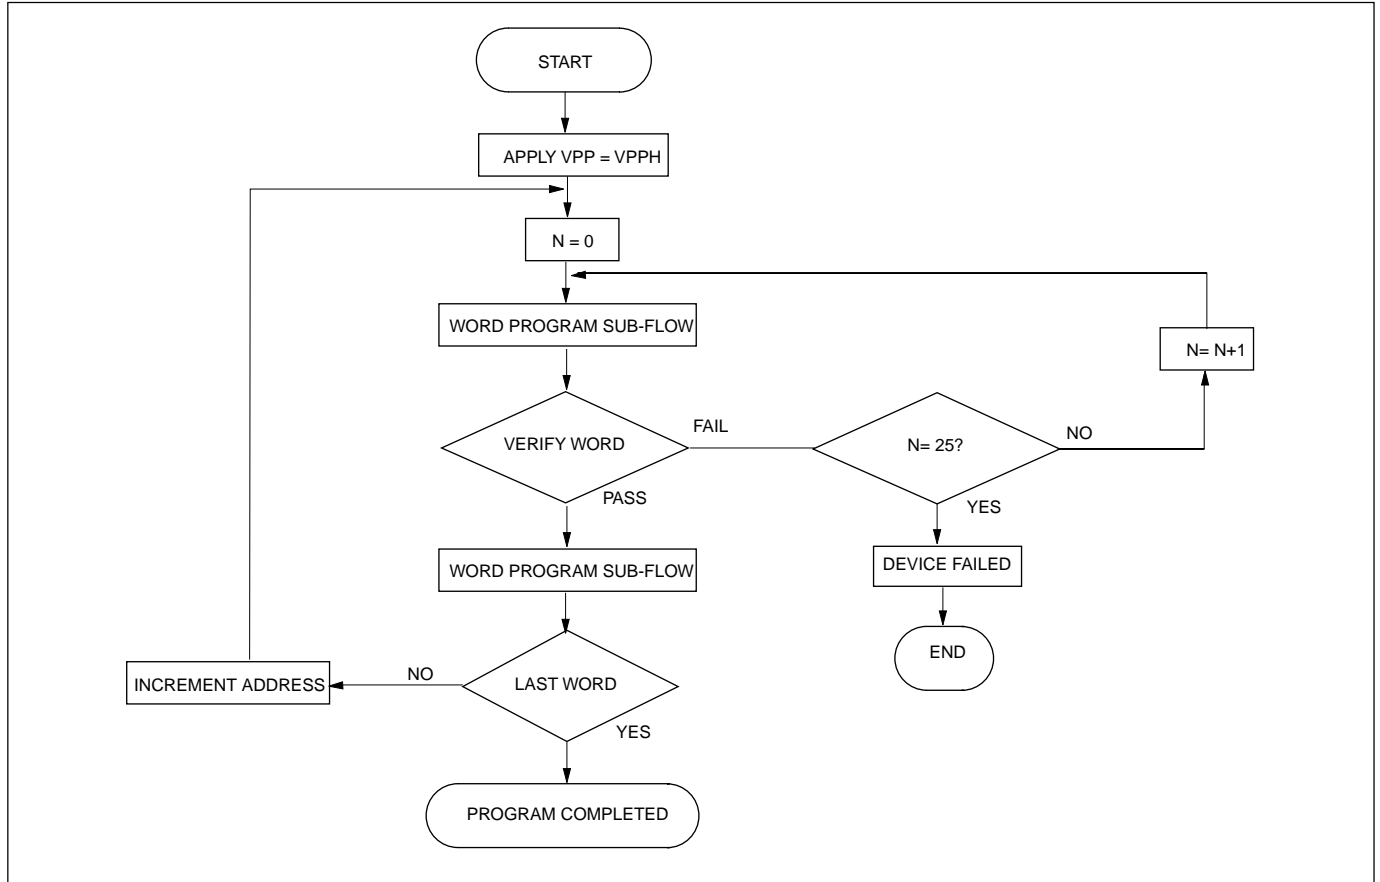 START
APPLY VPP = VPPH
N = 0
WORD PROGRAM SUB-FLOW
N= N+1
VERIFY WORD
FAIL
N= 25?
NO
PASS
YES
WORD PROGRAM SUB-FLOW
DEVICE FAILED
END
INCREMENT ADDRESS
NO
LAST WORD
YES
PROGRAM COMPLETED